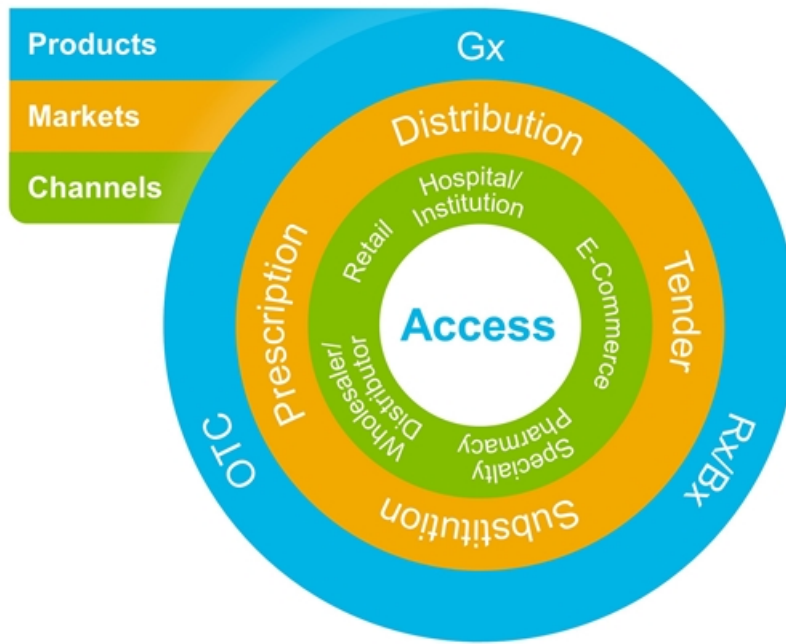 Products
Markets
Channels
Gx
Rx/Bx
OTC
Distribution
Tender
Substitution
Prescription
Hospital/
Institution
E-Commerce
Specialty
Pharmacy
Wholesaler/
Distributor
Retail
Access